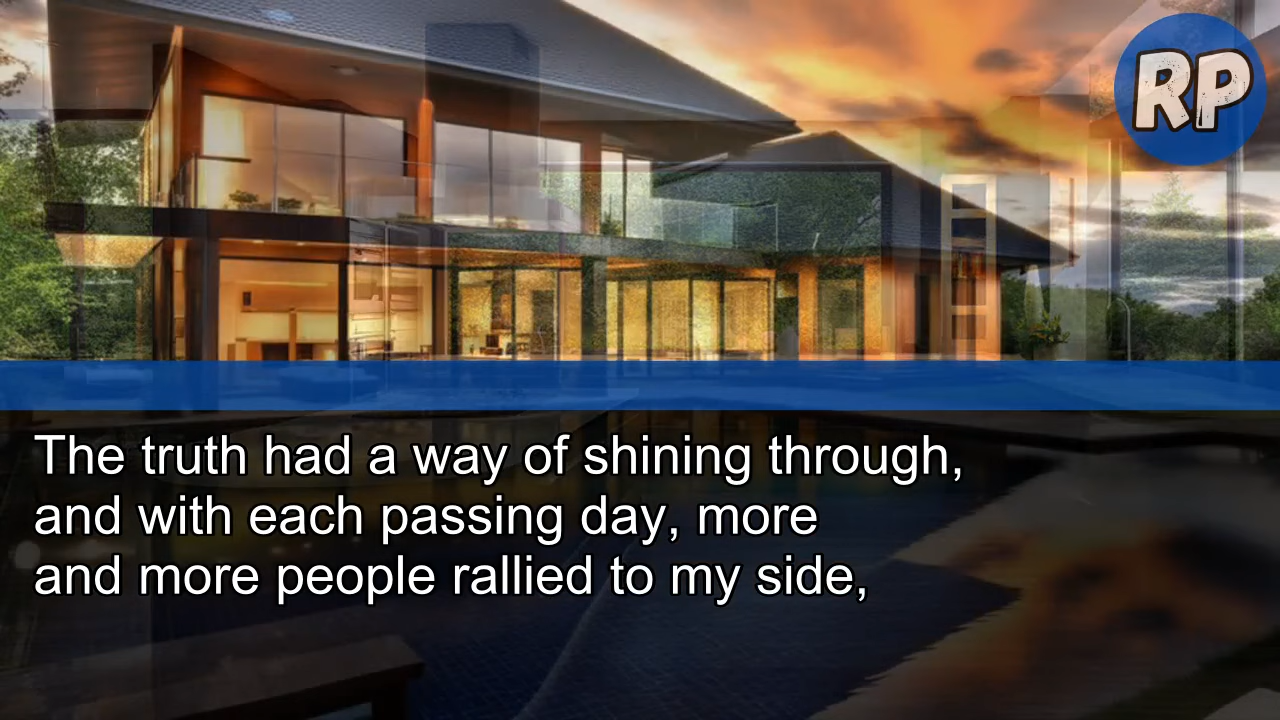 RP
The truth had a way of shining through,
and with each passing day, more
and more people rallied to my side,